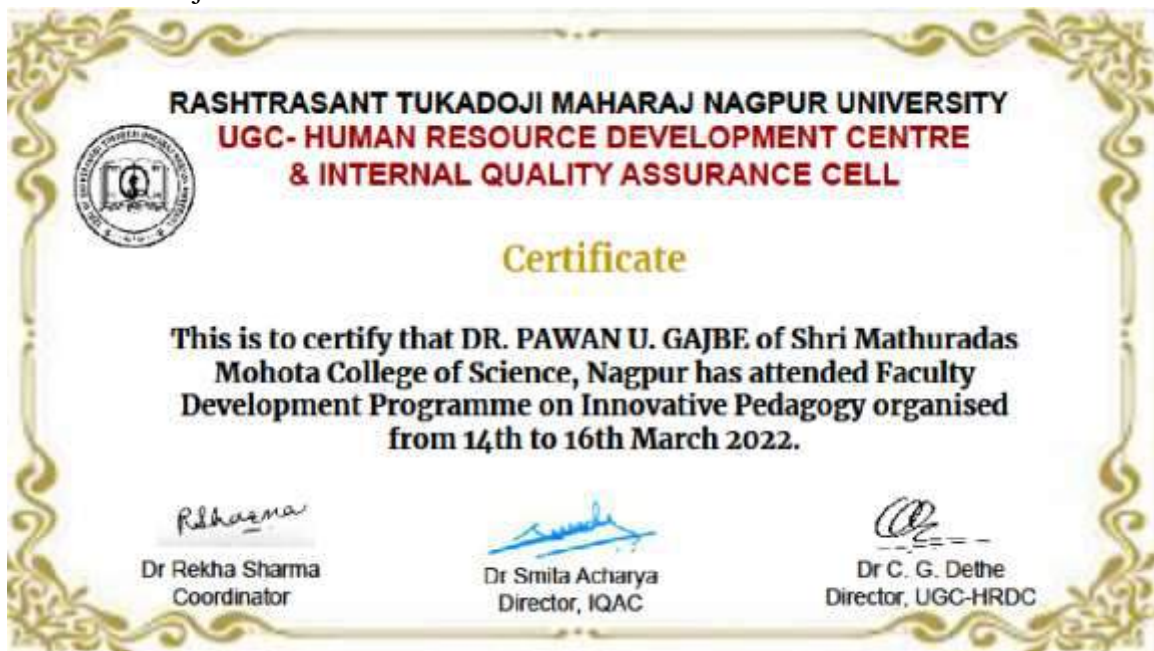 RASHTRASANT TUKADOJI MAHARAJ NAGPUR UNIVERSITY
UGC- HUMAN RESOURCE DEVELOPMENT CENTRE
& INTERNAL QUALITY ASSURANCE CELL
Certificate
This is to certify that DR. PAWAN U. GAJBE of Shri Mathuradas
Mohota College of Science, Nagpur has attended Faculty
Development Programme on Innovative Pedagogy organised
from 14th to 16th March 2022.
RSharma
Dr Rekha Sharma
Coordinator
Dr Smita Acharya
Director, IQAC
Dr C. G. Dethe
Director, UGC-HRDC